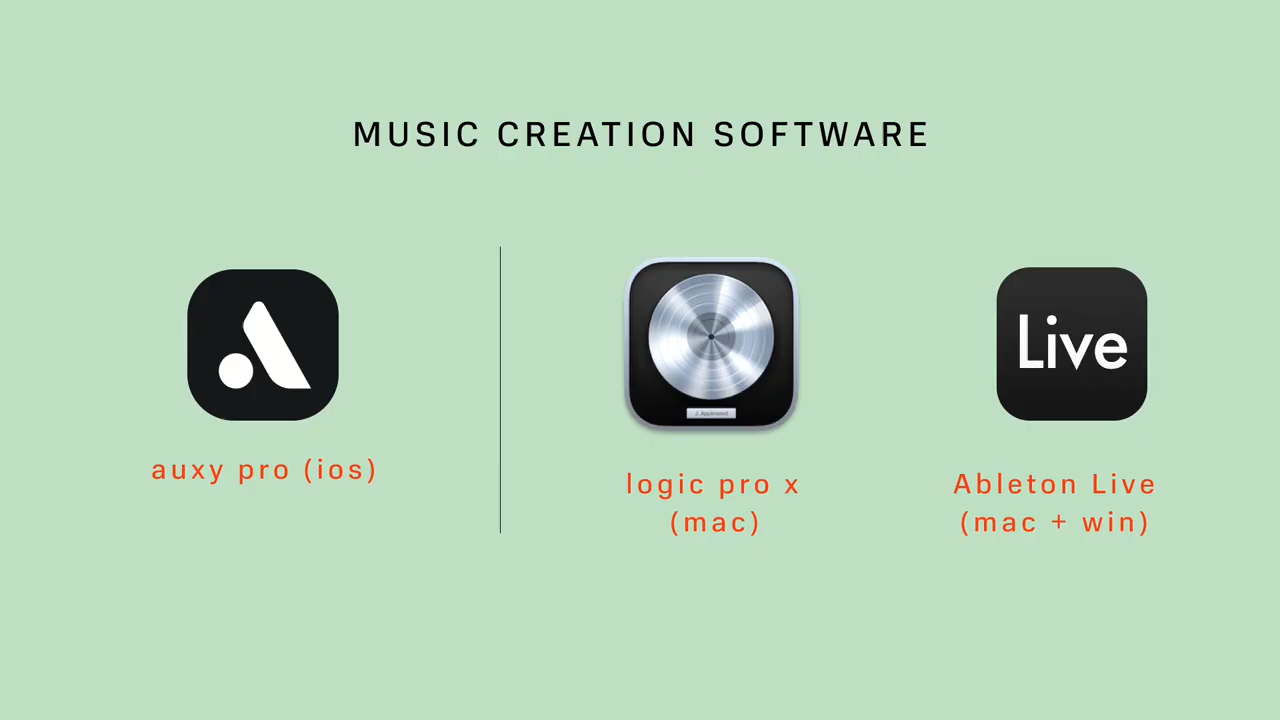 MUSIC CREATION SOFTWARE
auxy pro (ios)
logic pro x
(mac)
Live
Ableton Live
(mac + win)